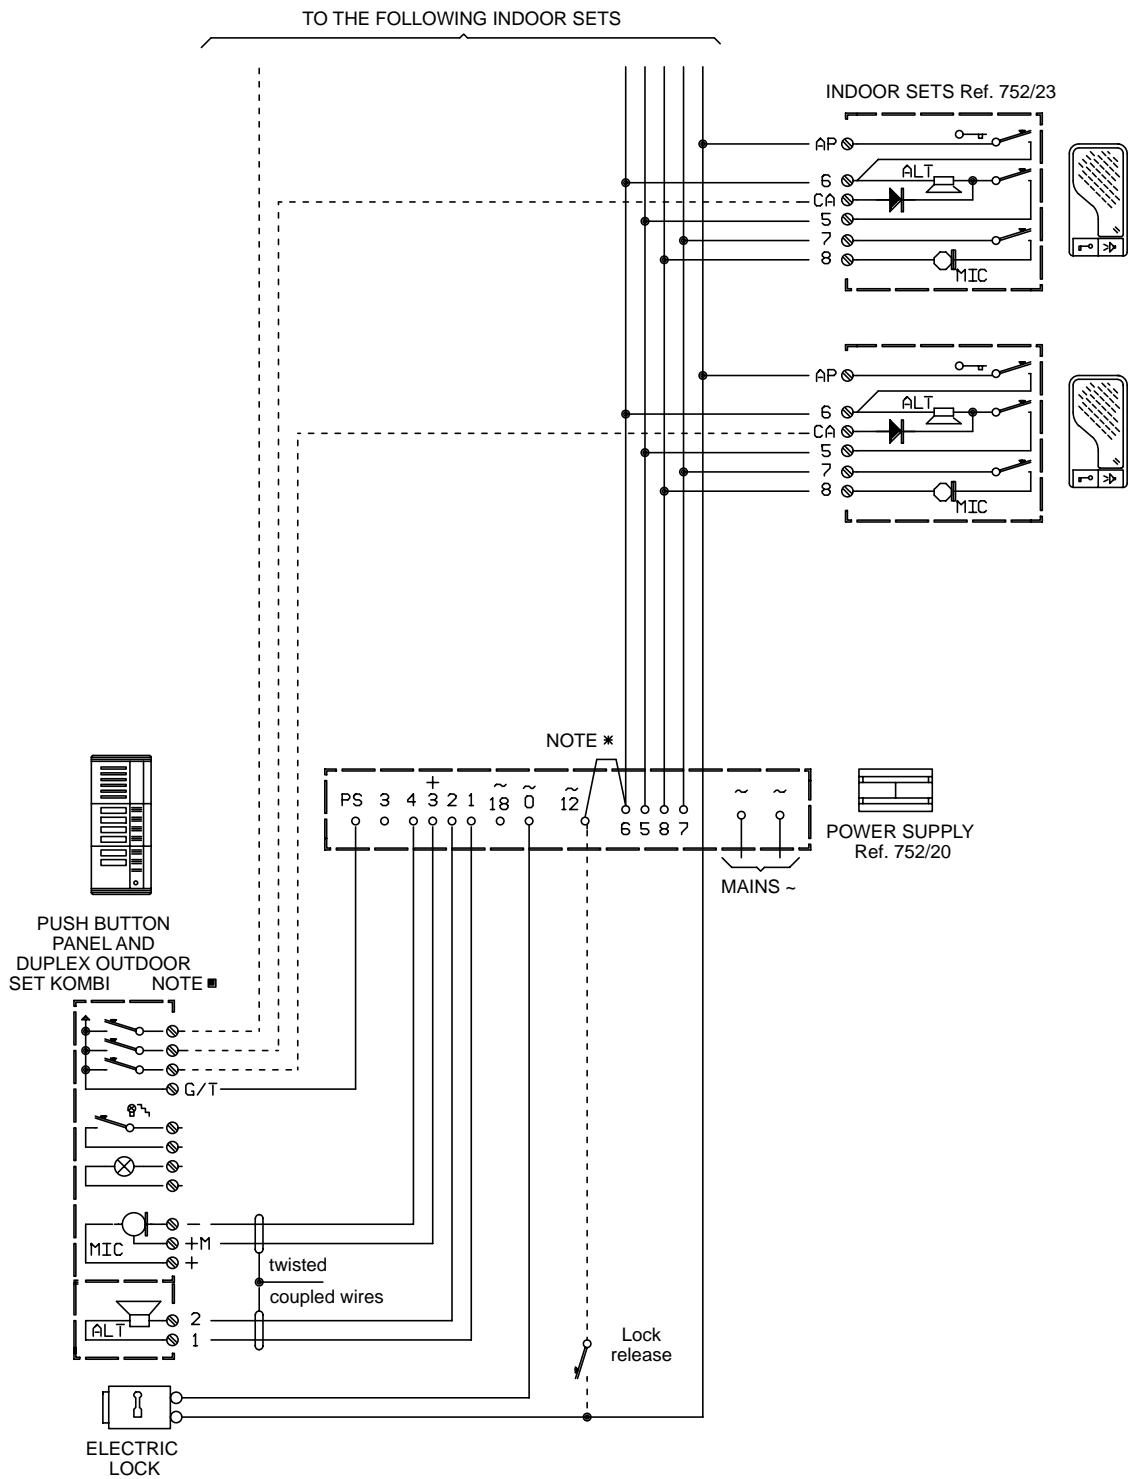 TO THE FOLLOWING INDOOR SETS
INDOOR SETS Ref. 752/23
AP
6
ALT
CA
5
7
8
MIC
AP
6
ALT
CA
5
7
8
MIC
NOTE *
PS 3 4 +3 2 1 ~18 ~0 ~12 6 5 8 7 ~ ~
MAINS ~
POWER SUPPLY
Ref. 752/20
PUSH BUTTON
PANEL AND
DUPLEX OUTDOOR
SET KOMBI NOTE ■
G/T
MIC
−
+M
+
twisted
coupled wires
ALT
2
1
Lock
release
ELECTRIC
LOCK